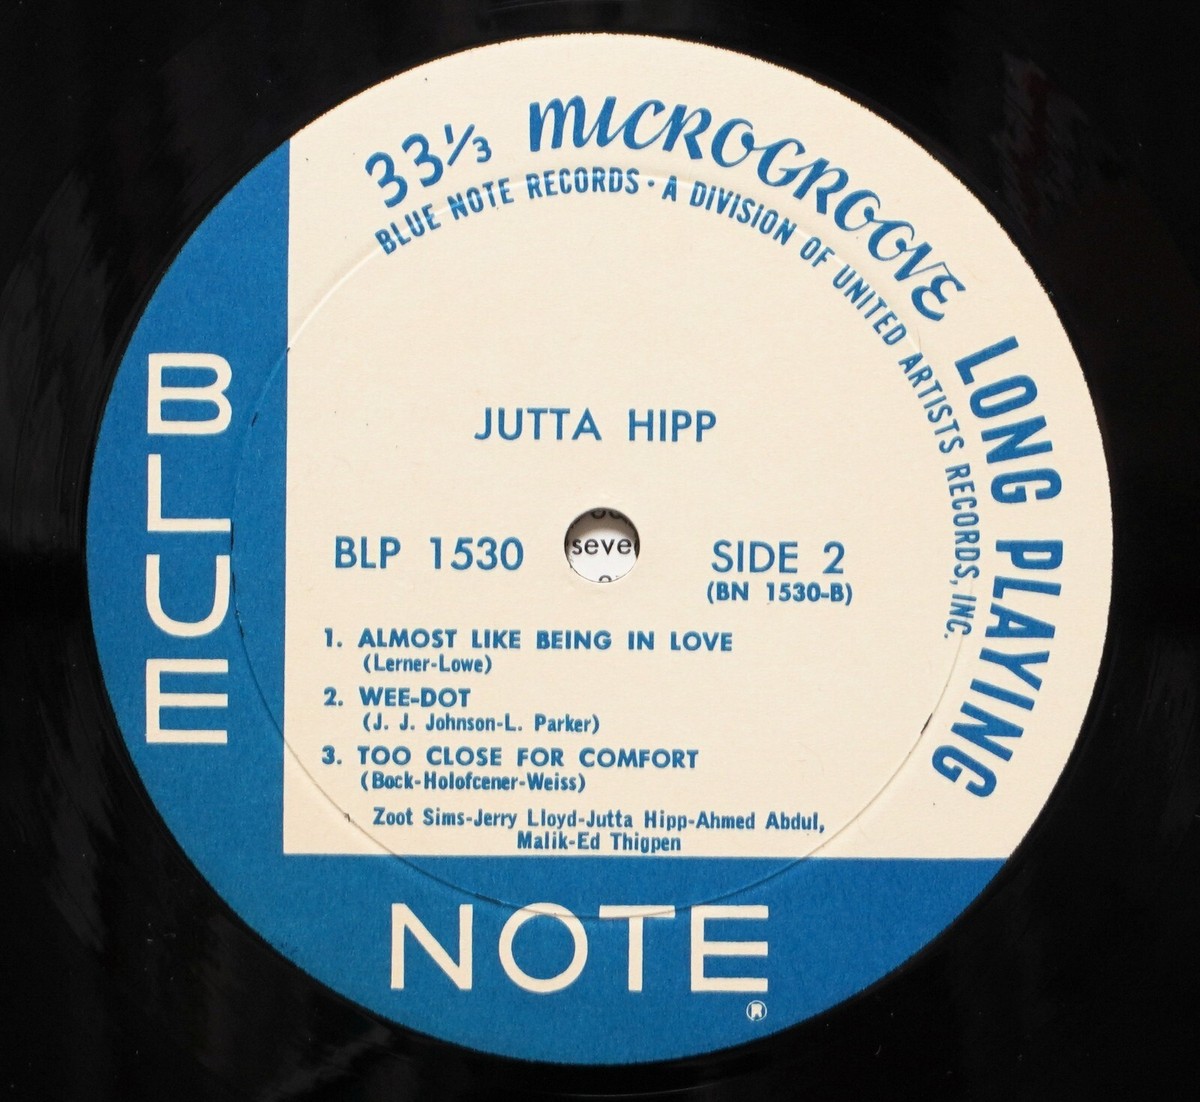 33⅓ MICROGROOVE LONG PLAYING
BLUE NOTE RECORDS · A DIVISION OF UNITED ARTISTS RECORDS, INC.
JUTTA HIPP
BLP 1530
SIDE 2
(BN 1530-B)
seve
1. ALMOST LIKE BEING IN LOVE
(Lerner-Lowe)
2. WEE-DOT
(J. J. Johnson-L. Parker)
3. TOO CLOSE FOR COMFORT
(Bock-Holofcener-Weiss)
Zoot Sims-Jerry Lloyd-Jutta Hipp-Ahmed Abdul,
Malik-Ed Thigpen
BLUE
NOTE
®